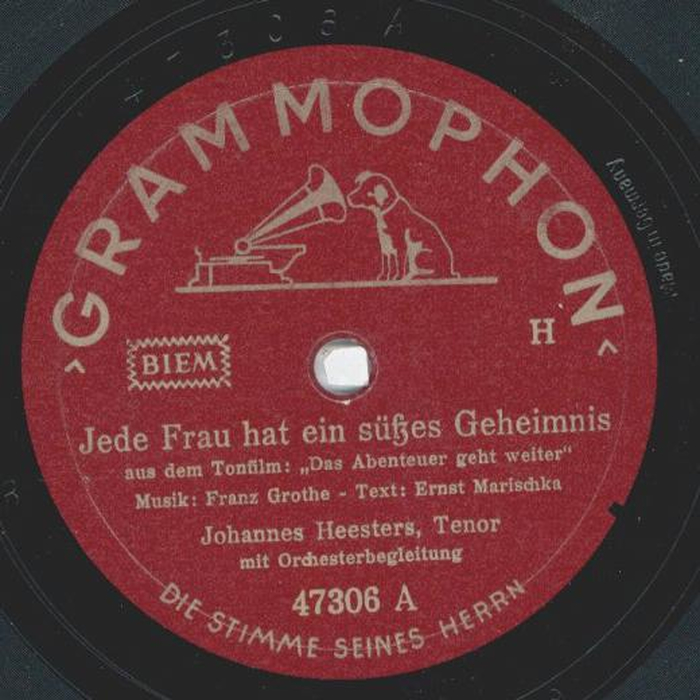 7306 A
GRAMMOPHON
Made in Germany
H
BIEM
Jede Frau hat ein süßes Geheimnis
aus dem Tonfilm: „Das Abenteuer geht weiter“
Musik: Franz Grothe - Text: Ernst Marischka
Johannes Heesters, Tenor
mit Orchesterbegleitung
47306 A
DIE STIMME SEINES HERRN